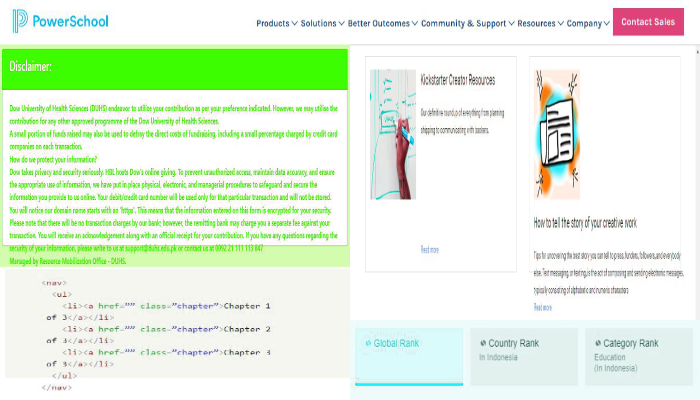 PowerSchool
Products Solutions Better Outcomes Community & Support Resources Company Contact Sales
Disclaimer:
Dow University of Health Sciences (DUHS) endeavor to utilize your contribution as per your preference indicated. However, we may utilise the
contribution for any other approved programme of the Dow University of Health Sciences.
A small portion of funds raised may also be used to defray the direct costs of fundraising, including a small percentage charged by credit card
companies on each transaction.
How do we protect your information?
Dow takes privacy and security seriously. HBL hosts Dow's online giving. To prevent unauthorized access, maintain data accuracy, and ensure
the appropriate use of information, we have put in place physical, electronic, and managerial procedures to safeguard and secure the
information you provide to us online. Your debit/credit card number will be used only for that particular transaction and will not be stored.
You will notice our domain name starts with an 'https'. This means that the information entered on this form is encrypted for your security.
Please note that there will be no transaction charges by our bank; however, the remitting bank may charge you a separate fee against your
transaction. You will receive an acknowledgement along with an official receipt for your contribution. If you have any questions regarding the
security of your information, please write to us at support@duhs.edu.pk or contact us at 0092 21 111 113 847
Managed by Resource Mobilization Office - DUHS.
<nav>
<ul>
<li><a href="" class="chapter">Chapter 1
of 3</a></li>
<li><a href="" class="chapter">Chapter 2
of 3</a></li>
<li><a href="" class="chapter">Chapter 3
of 3</a></li>
</ul>
</nav>
Kickstarter Creator Resources
Our definitive roundup of everything from planning
shipping to communicating with backers.
Read more
How to tell the story of your creative work
Tips for uncovering the best story you can tell to press, funders, followers, and everybody
else. Text messaging, or texting, is the act of composing and sending electronic messages,
typically consisting of alphabetic and numeric characters
Read more
Global Rank
Country Rank
In Indonesia
Category Rank
Education
(In Indonesia)